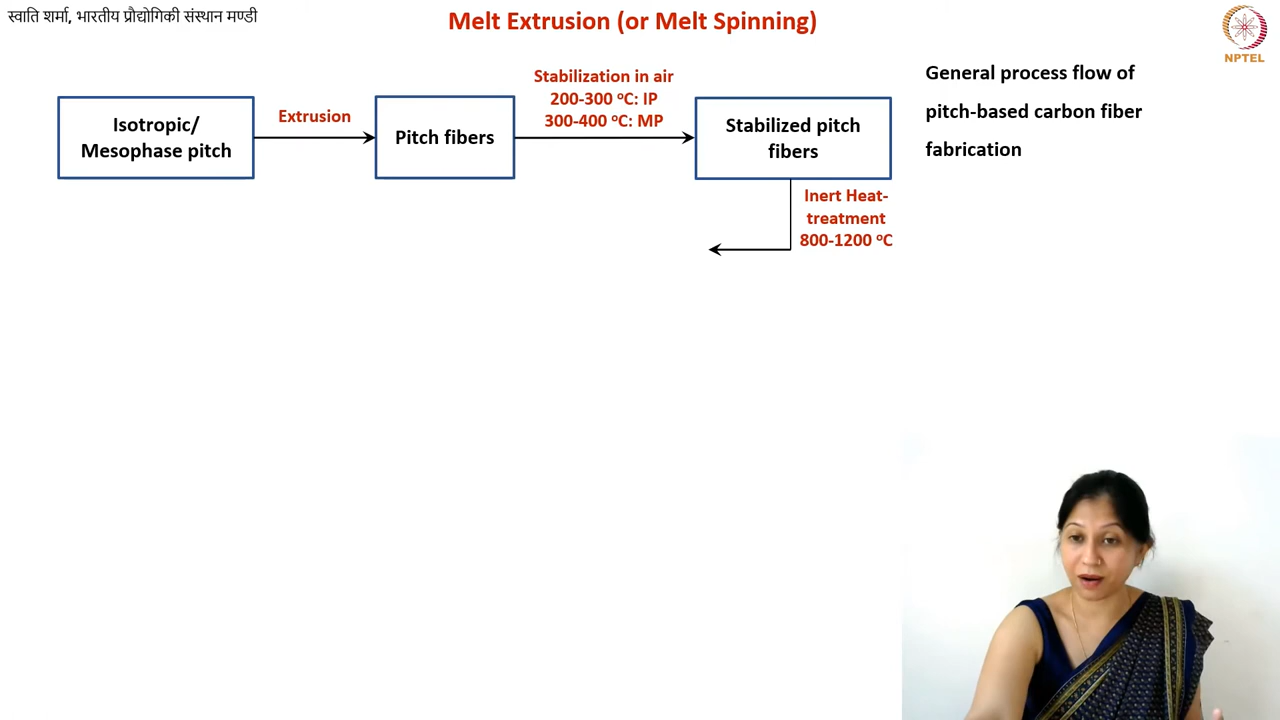 स्वाति शर्मा, भारतीय प्रौद्योगिकी संस्थान मण्डी
Melt Extrusion (or Melt Spinning)
NPTEL
Isotropic/
Mesophase pitch
Extrusion
Pitch fibers
Stabilization in air
200-300 ºC: IP
300-400 ºC: MP
Stabilized pitch
fibers
Inert Heat-
treatment
800-1200 ºC
General process flow of
pitch-based carbon fiber
fabrication